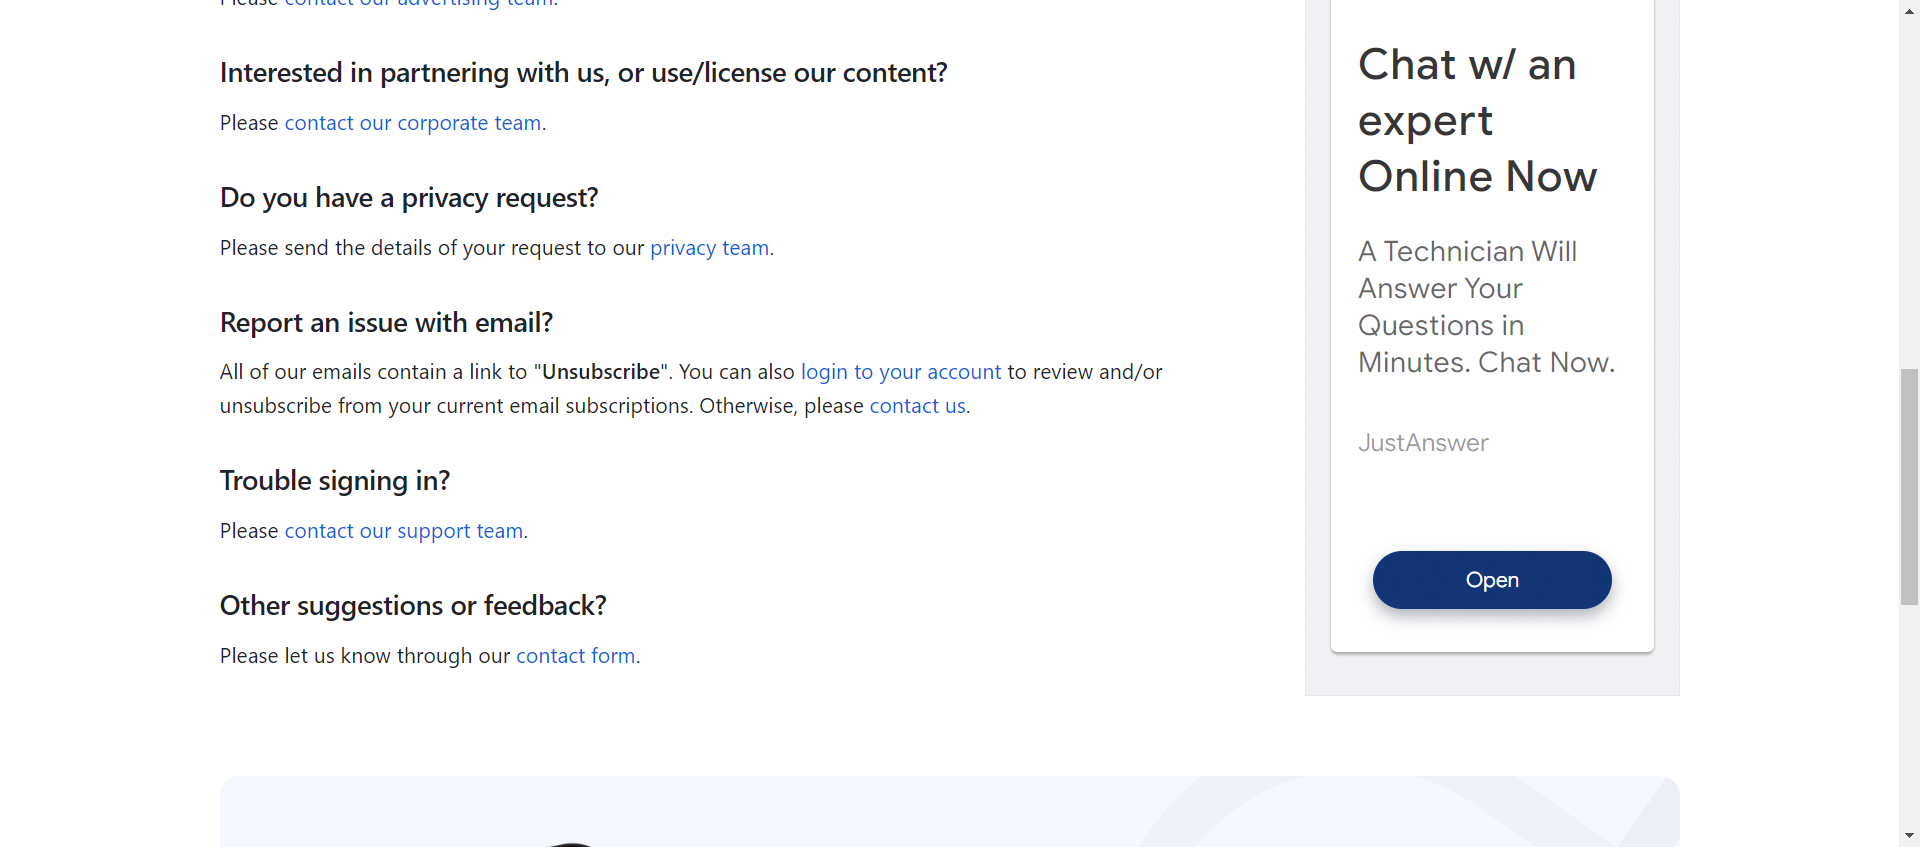 Please contact our advertising team.
Interested in partnering with us, or use/license our content?
Please contact our corporate team.
Do you have a privacy request?
Please send the details of your request to our privacy team.
Report an issue with email?
All of our emails contain a link to "Unsubscribe". You can also login to your account to review and/or
unsubscribe from your current email subscriptions. Otherwise, please contact us.
Trouble signing in?
Please contact our support team.
Other suggestions or feedback?
Please let us know through our contact form.
Chat w/ an
expert
Online Now
A Technician Will
Answer Your
Questions in
Minutes. Chat Now.
JustAnswer
Open